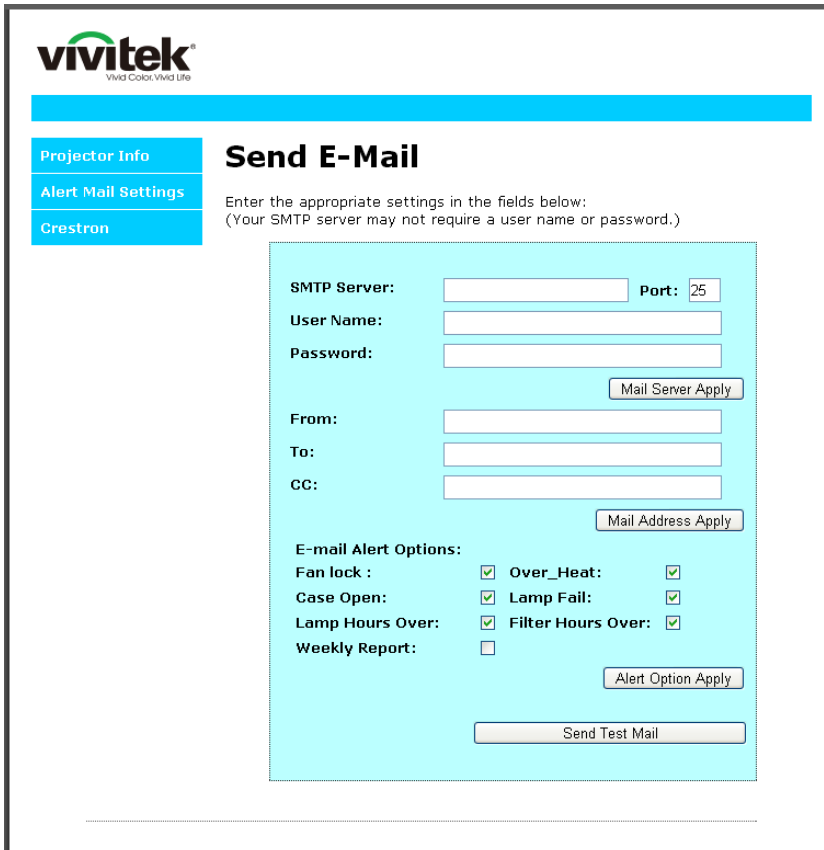 vivitek®
Vivid Color, Vivid Life
Projector Info
Alert Mail Settings
Crestron
Send E-Mail
Enter the appropriate settings in the fields below:
(Your SMTP server may not require a user name or password.)
SMTP Server: Port: 25
User Name:
Password:
Mail Server Apply
From:
To:
CC:
Mail Address Apply
E-mail Alert Options:
Fan lock : Over_Heat:
Case Open: Lamp Fail:
Lamp Hours Over: Filter Hours Over:
Weekly Report:
Alert Option Apply
Send Test Mail